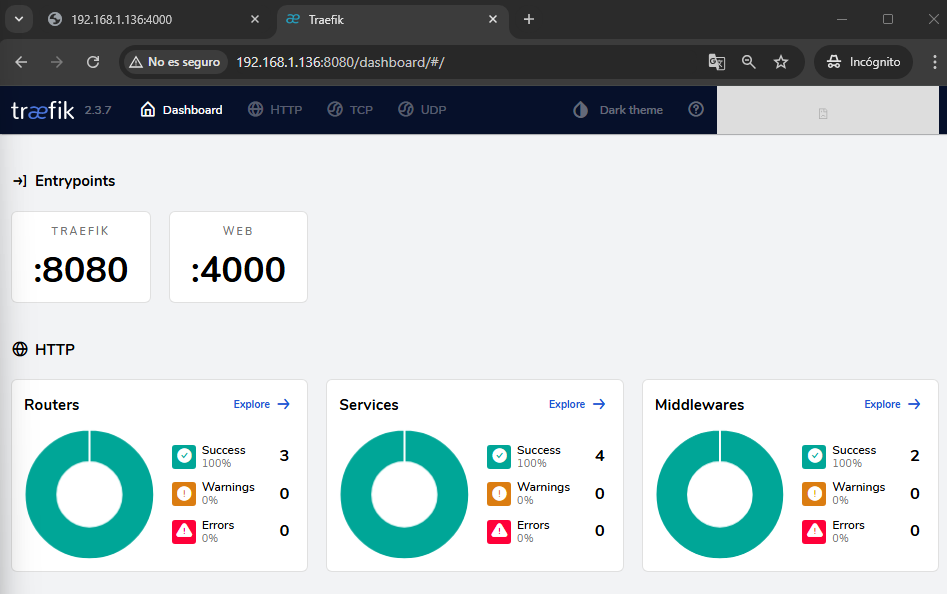 192.168.1.136:4000
Traefik
No es seguro
192.168.1.136:8080/dashboard/#/
Incógnito
træfik 2.3.7
Dashboard
HTTP
TCP
UDP
Dark theme
Entrypoints
TRAEFIK
WEB
:8080
:4000
HTTP
Routers
Explore
Success
100%
3
Warnings
0%
0
Errors
0%
0
Services
Explore
Success
100%
4
Warnings
0%
0
Errors
0%
0
Middlewares
Explore
Success
100%
2
Warnings
0%
0
Errors
0%
0